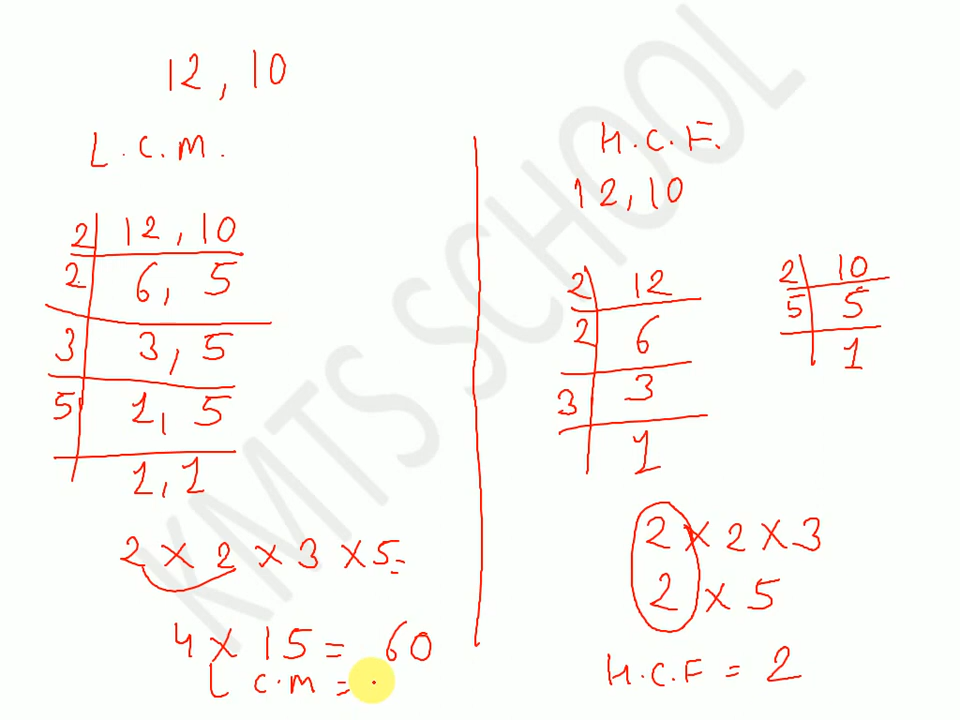 12, 10
L.C.M.
2 12, 10
2 6, 5
3 3, 5
5 1, 5
1, 1
2 × 2 × 3 × 5 =
4 × 15 = 60
L C.M = .
H.C.F.
12, 10
2 12
2 6
3 3
1
2 10
5 5
1
2 × 2 × 3
2 × 5
H.C.F = 2
KMTS SCHOOL